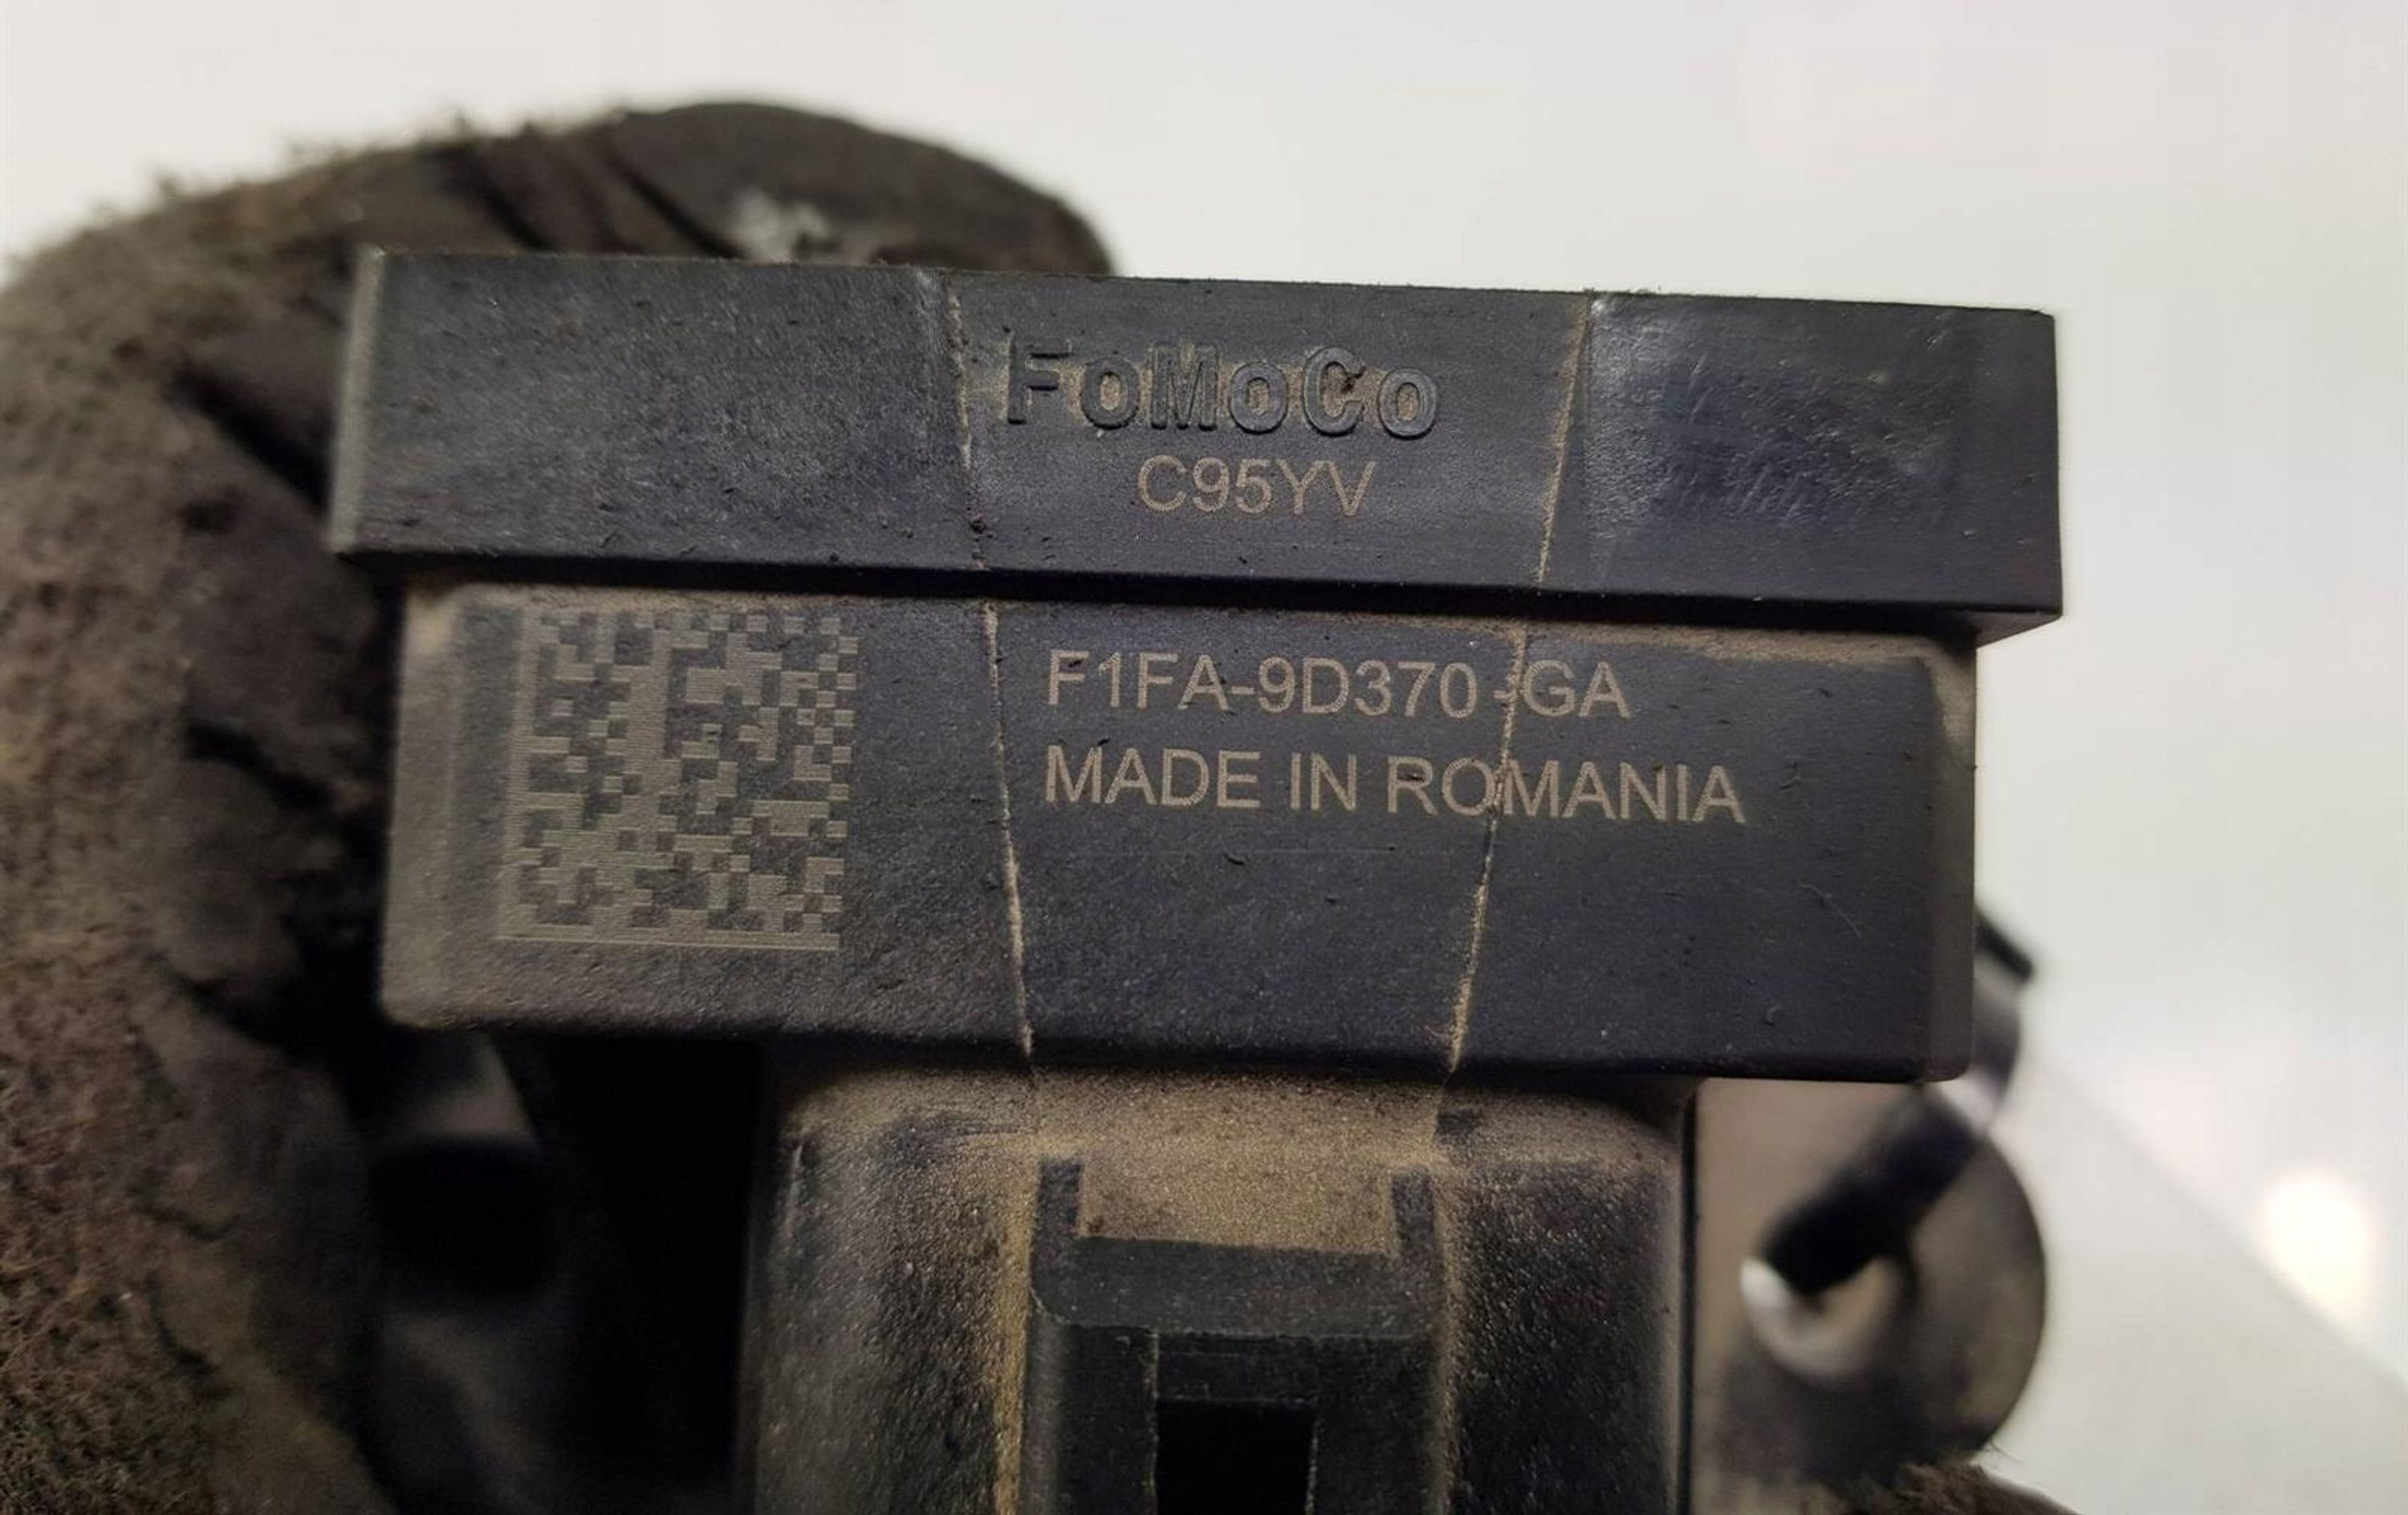 FoMoCo
C95YV
F1FA-9D370-GA
MADE IN ROMANIA